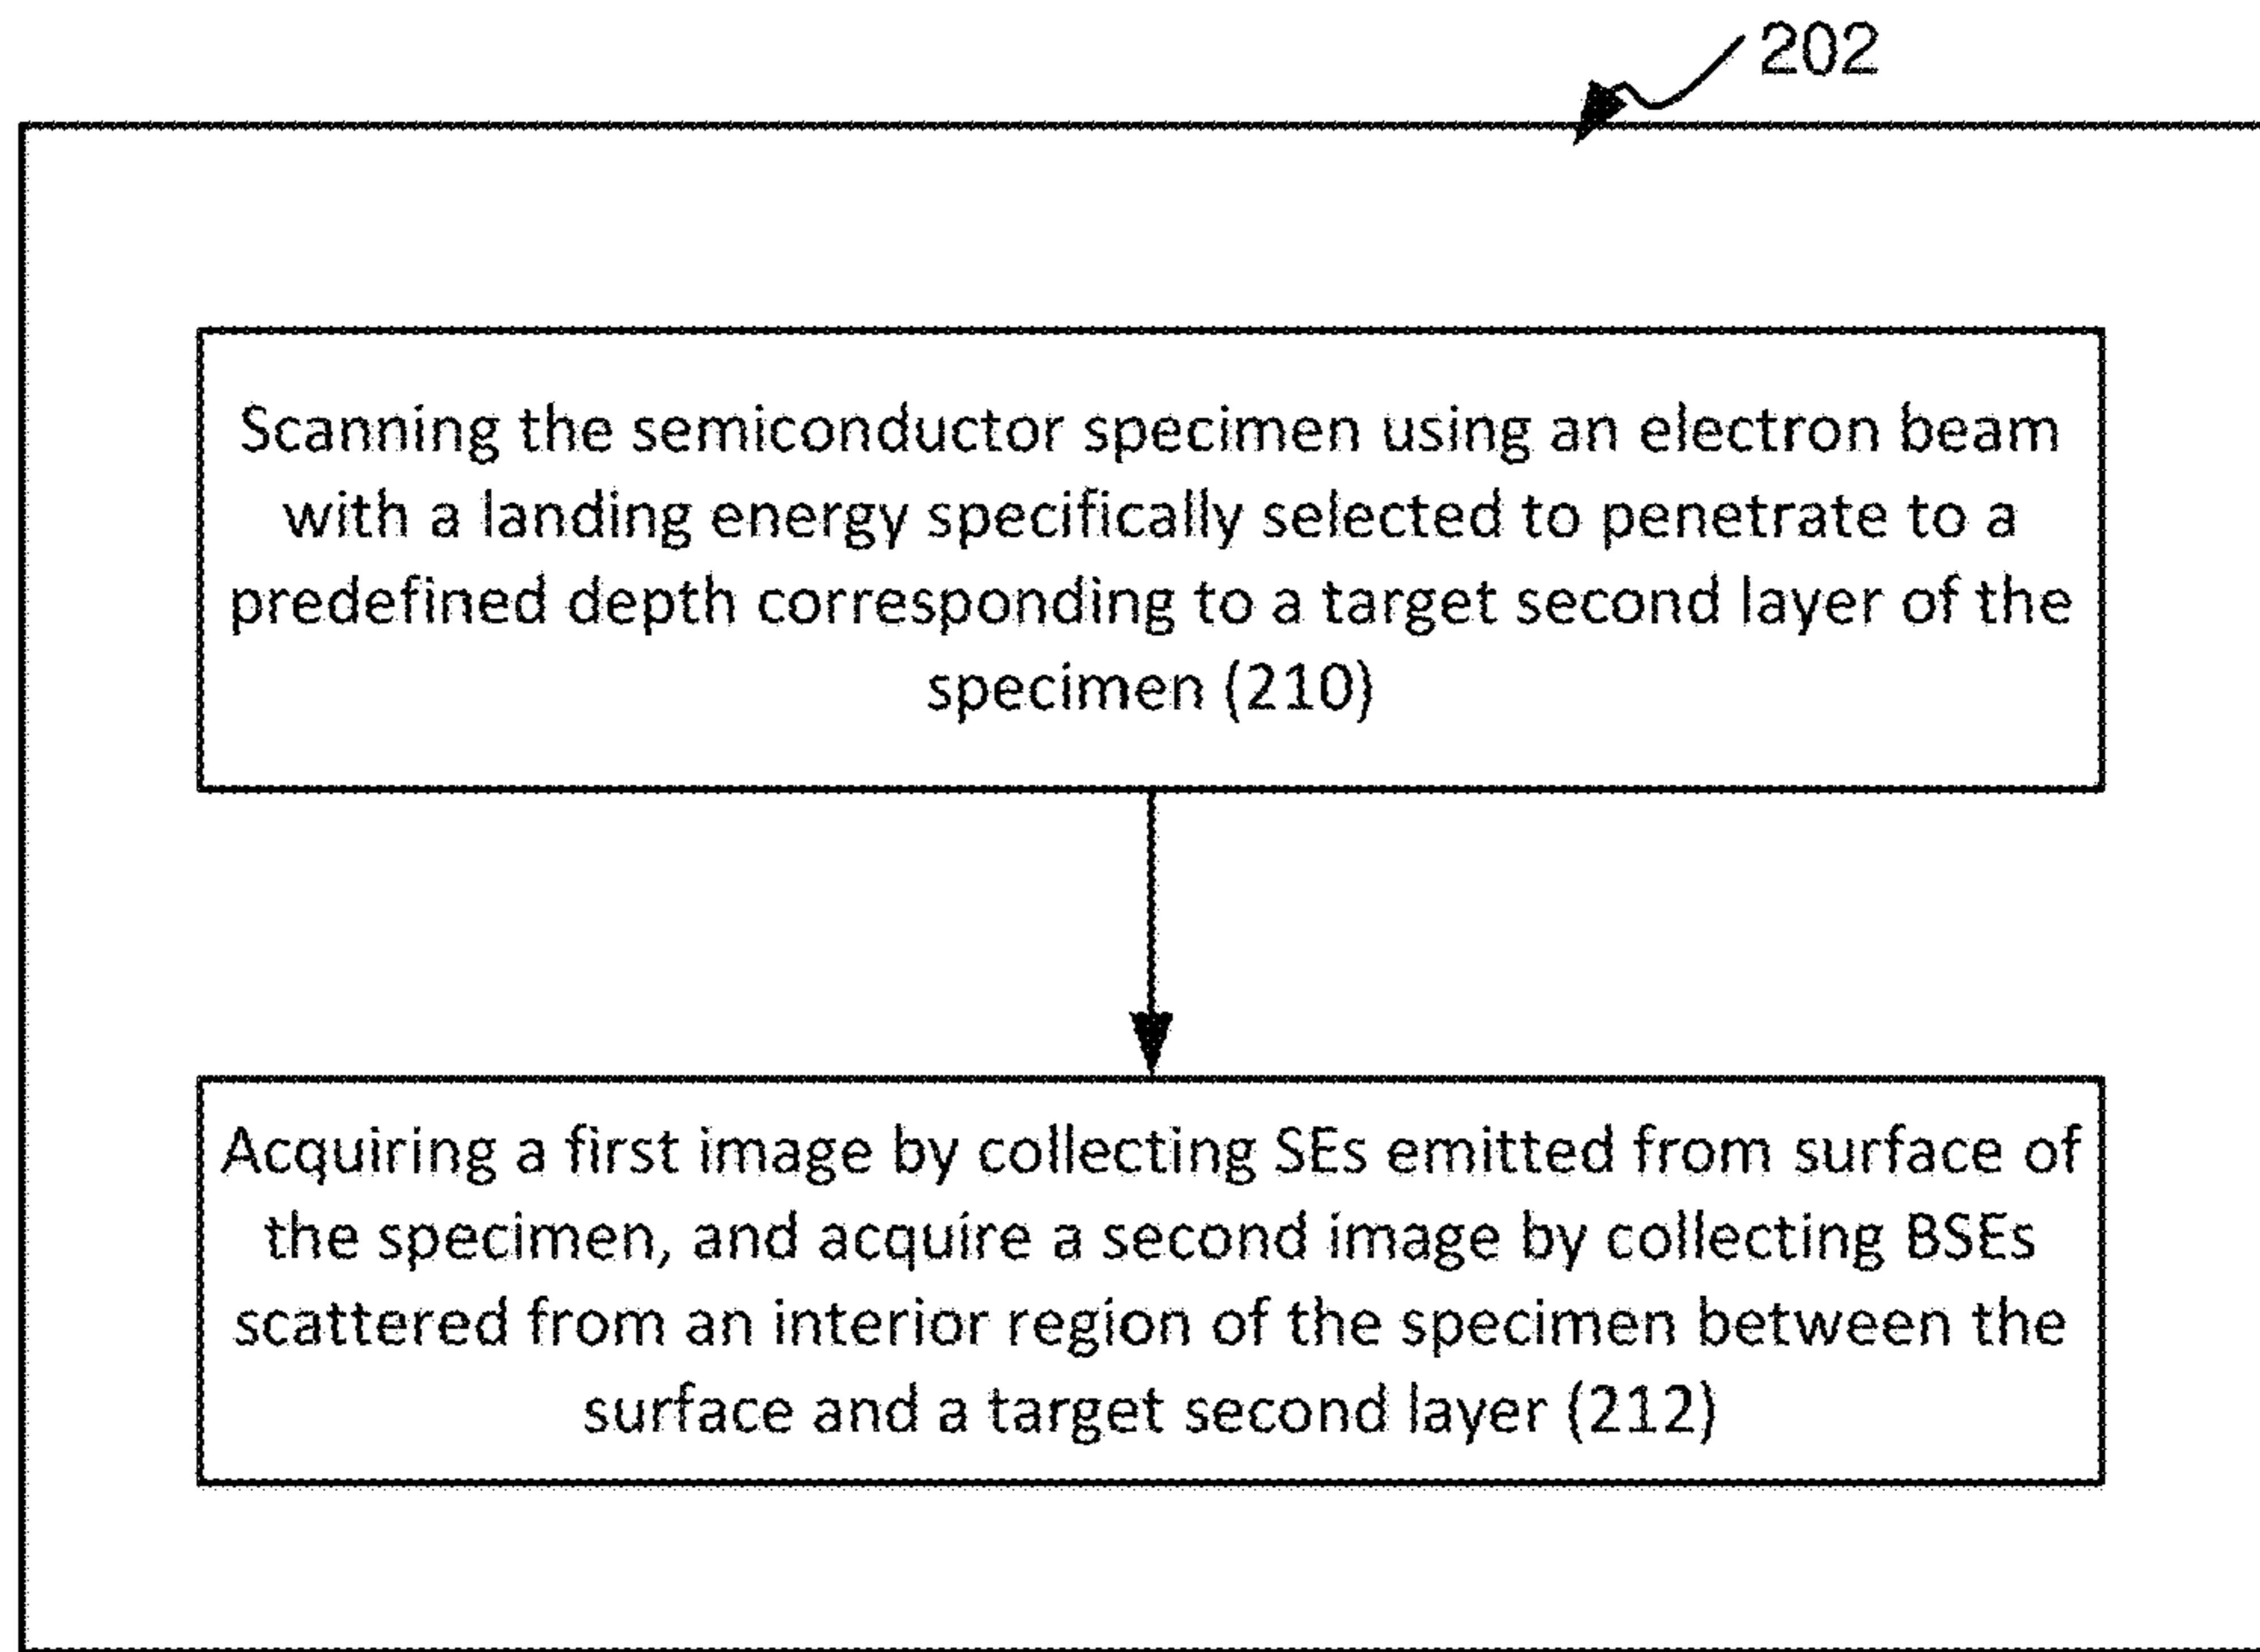 202
Scanning the semiconductor specimen using an electron beam
with a landing energy specifically selected to penetrate to a
predefined depth corresponding to a target second layer of the
specimen (210)
Acquiring a first image by collecting SEs emitted from surface of
the specimen, and acquire a second image by collecting BSEs
scattered from an interior region of the specimen between the
surface and a target second layer (212)